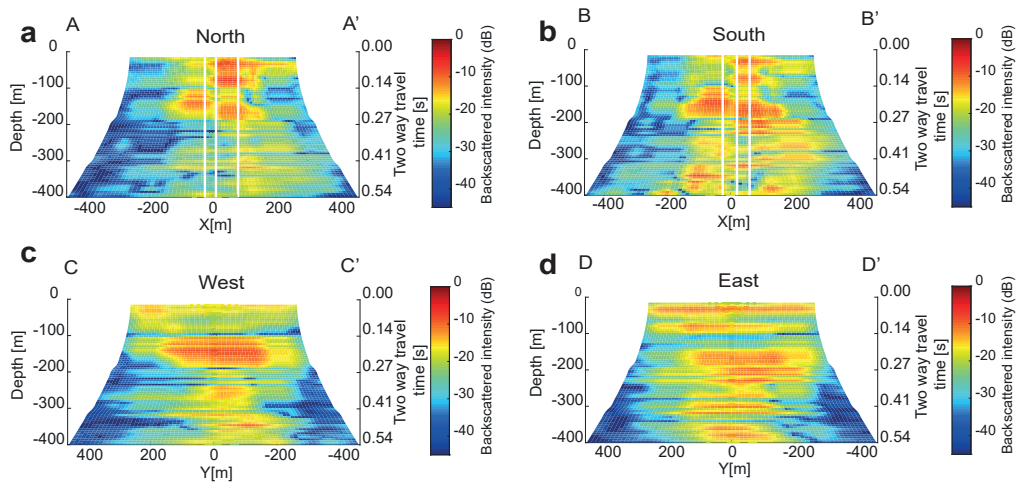 a
A
North
A'
0
-100
-200
-300
-400
Depth [m]
-400
-200
0
200
400
X[m]
0.00
0.14
0.27
0.41
0.54
Two way travel
time [s]
0
-10
-20
-30
-40
Backscattered intensity (dB)
b
B
South
B'
0
-100
-200
-300
-400
Depth [m]
-400
-200
0
200
400
X[m]
0.00
0.14
0.27
0.41
0.54
Two way travel
time [s]
0
-10
-20
-30
-40
Backscattered intensity (dB)
c
C
West
C'
0
-100
-200
-300
-400
Depth [m]
400
200
0
-200
-400
Y[m]
0.00
0.14
0.27
0.41
0.54
Two way travel
time [s]
0
-10
-20
-30
-40
Backscattered intensity (dB)
d
D
East
D'
0
-100
-200
-300
-400
Depth [m]
400
200
0
-200
-400
Y[m]
0.00
0.14
0.27
0.41
0.54
Two way travel
time [s]
0
-10
-20
-30
-40
Backscattered intensity (dB)